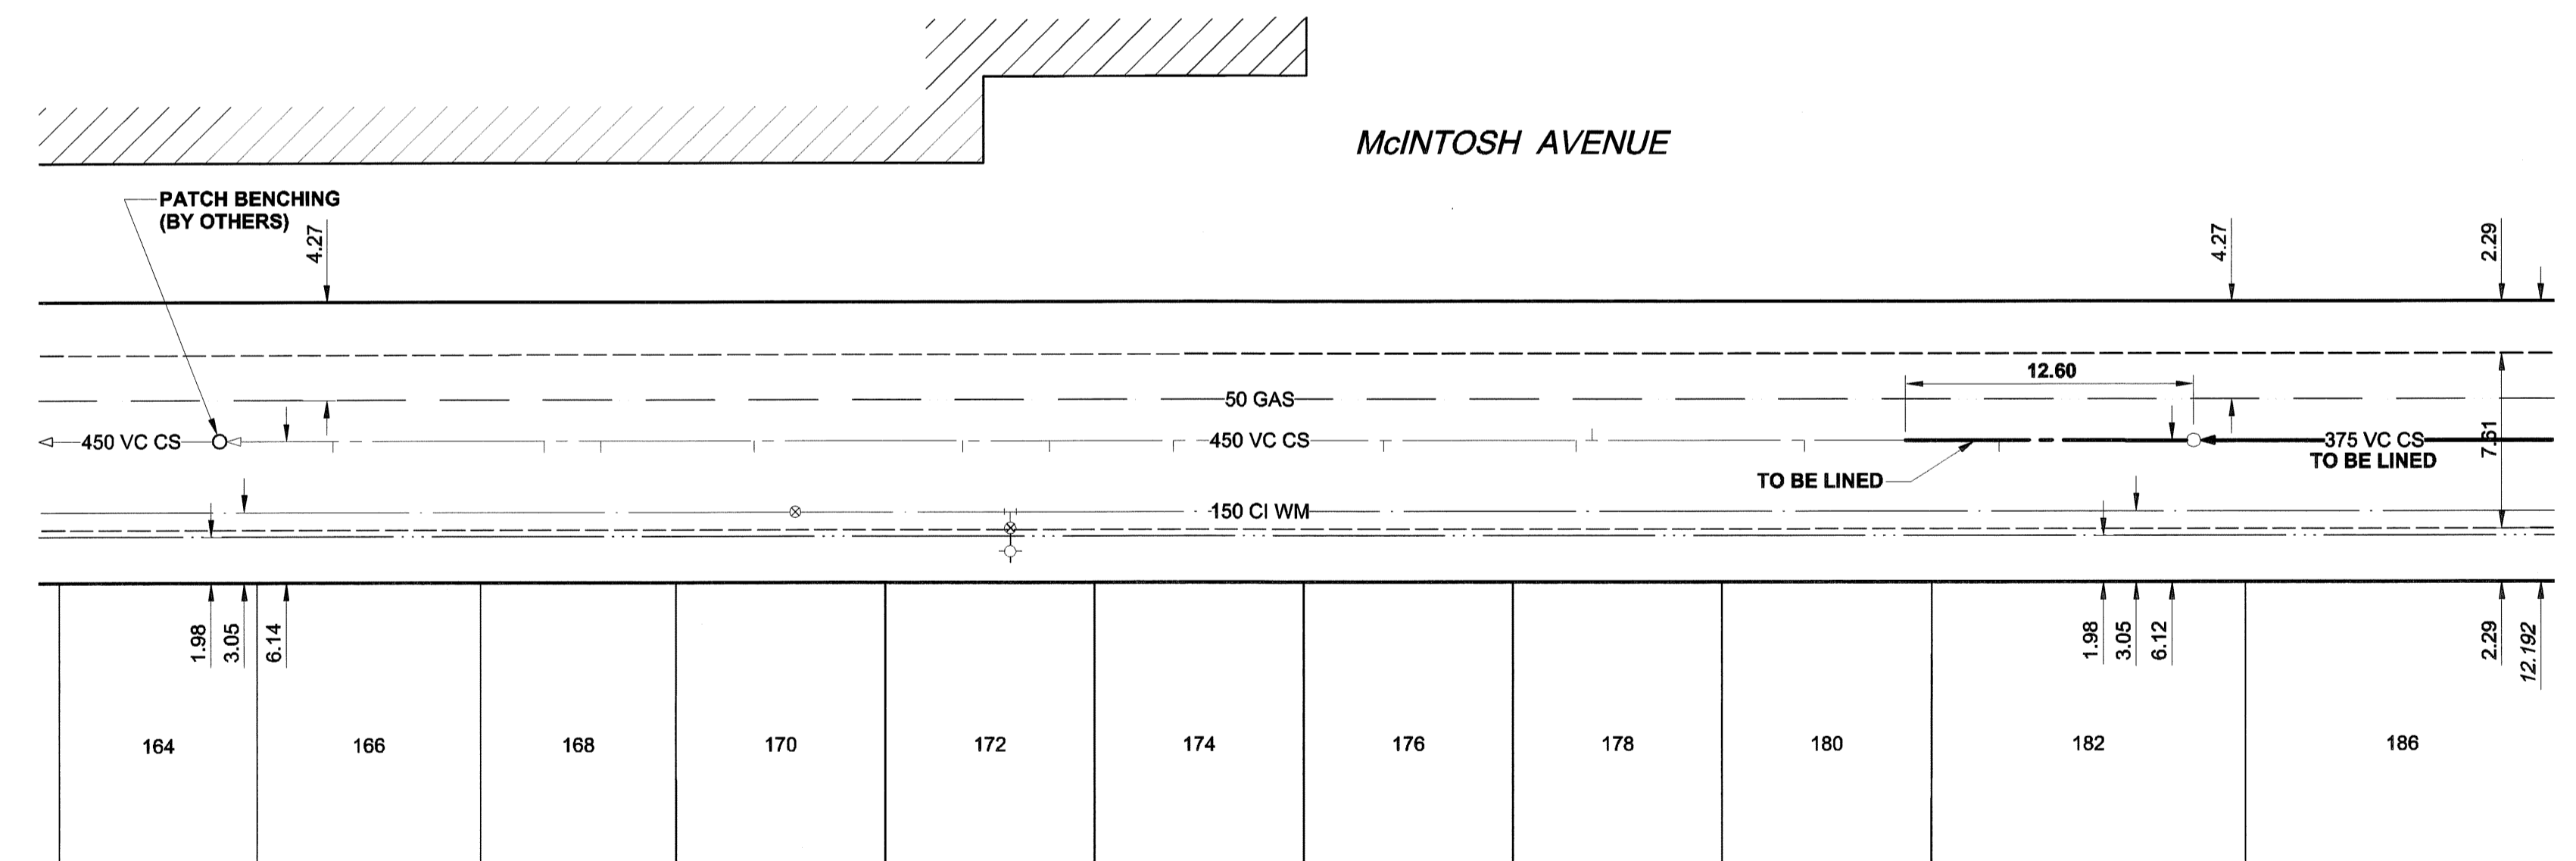 McINTOSH AVENUE
PATCH BENCHING
(BY OTHERS)
4.27
4.27
2.29
12.60
50 GAS
450 VC CS
450 VC CS
375 VC CS
TO BE LINED
7.61
TO BE LINED
150 CI WM
1.98
3.05
6.14
1.98
3.05
6.12
2.29
12.192
164
166
168
170
172
174
176
178
180
182
186